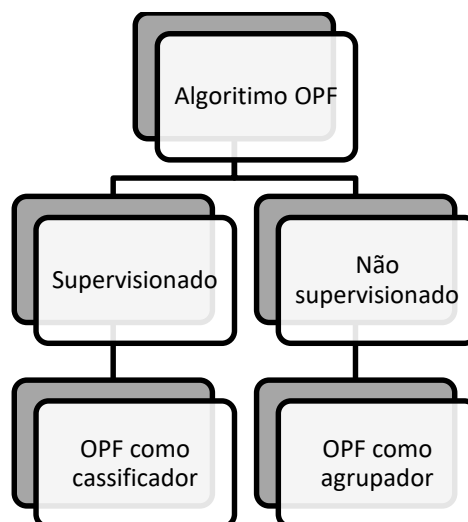 Algoritimo OPF
Supervisionado
Não
supervisionado
OPF como
cassificador
OPF como
agrupador